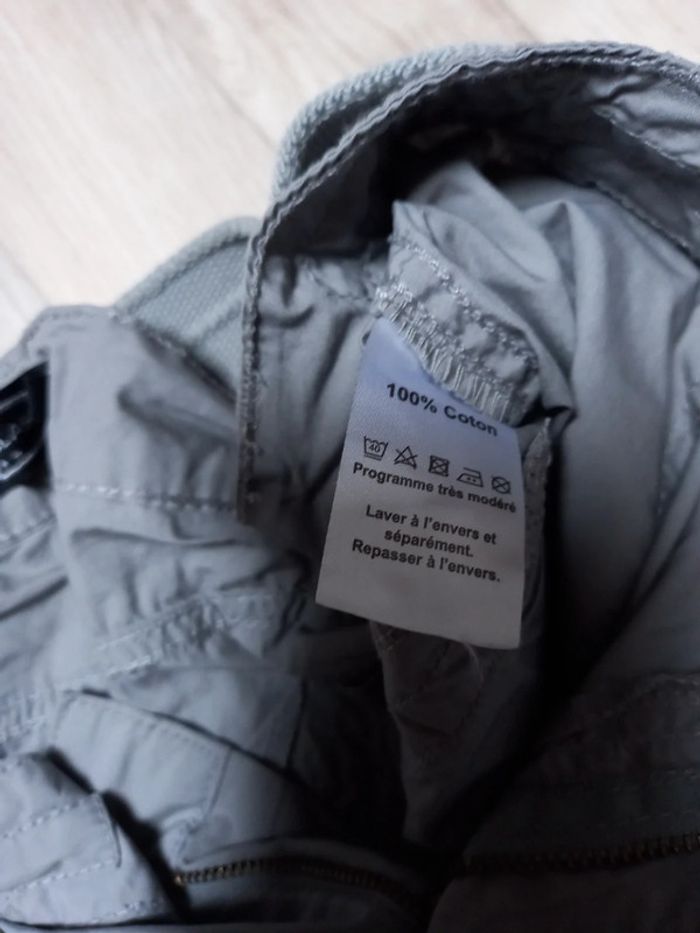 100% Coton
40
Programme très modéré
Laver à l'envers et
séparément.
Repasser à l'envers.